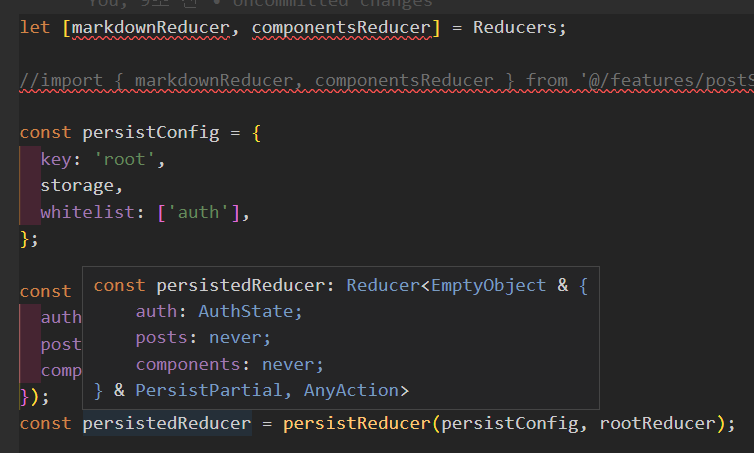 You, 9초 전 • Uncommitted changes
let [markdownReducer, componentsReducer] = Reducers;
//import { markdownReducer, componentsReducer } from '@/features/postS
const persistConfig = {
key: 'root',
storage,
whitelist: ['auth'],
};
const
auth
post
comp
});
const persistedReducer: Reducer<EmptyObject & {
auth: AuthState;
posts: never;
components: never;
} & PersistPartial, AnyAction>
const persistedReducer = persistReducer(persistConfig, rootReducer);